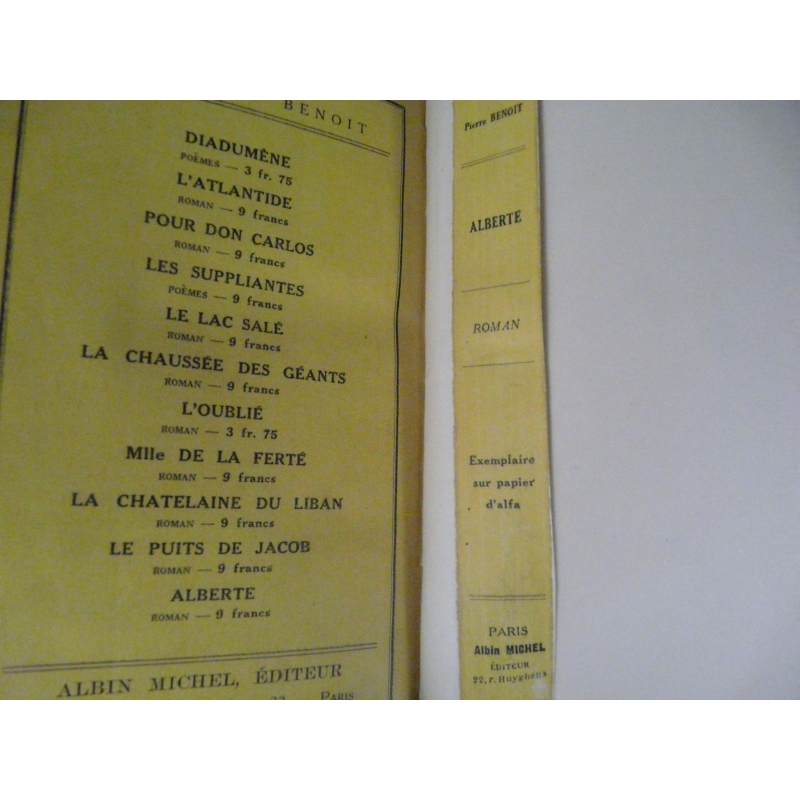 BENOIT
DIADUMÊNE
POÈMES — 3 fr. 75
L'ATLANTIDE
ROMAN — 9 francs
POUR DON CARLOS
ROMAN — 9 francs
LES SUPPLIANTES
POÈMES — 9 francs
LE LAC SALÉ
ROMAN — 9 francs
LA CHAUSSÉE DES GÉANTS
ROMAN — 9 francs
L'OUBLIÉ
ROMAN — 3 fr. 75
Mlle DE LA FERTÉ
ROMAN — 9 francs
LA CHATELAINE DU LIBAN
ROMAN — 9 francs
LE PUITS DE JACOB
ROMAN — 9 francs
ALBERTE
ROMAN — 9 francs
ALBIN MICHEL, ÉDITEUR
PARIS
Pierre BENOIT
ALBERTE
ROMAN
Exemplaire
sur papier
d'alfa
PARIS
Albin MICHEL
ÉDITEUR
22, r. Huyghens